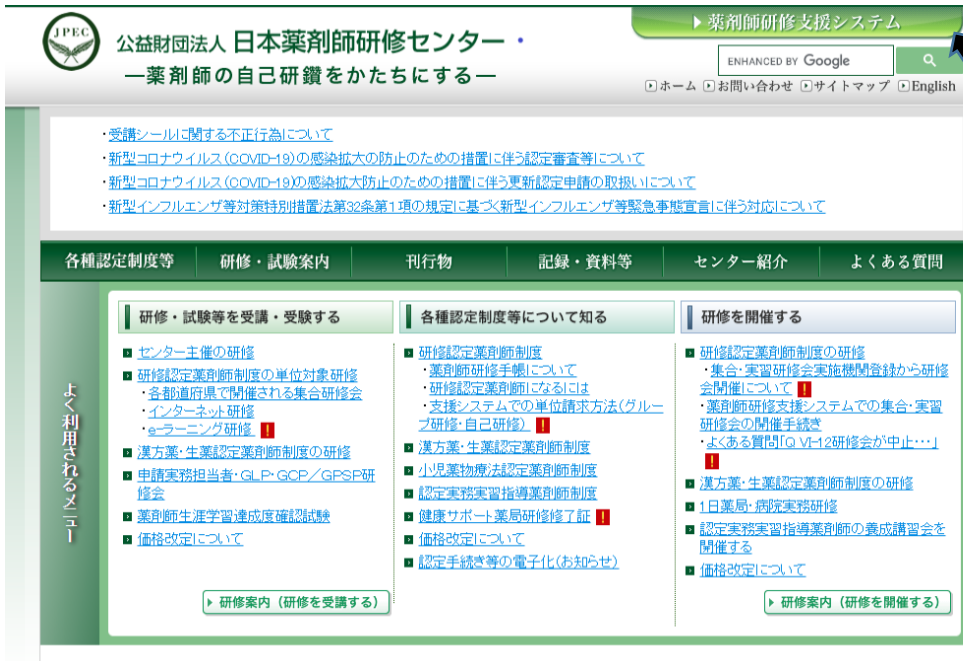 JPEC
公益財団法人 日本薬剤師研修センター・
―薬剤師の自己研鑽をかたちにする―
薬剤師研修支援システム
ENHANCED BY Google
ホーム お問い合わせ サイトマップ English
・受講シールに関する不正行為について
・新型コロナウイルス(COVID-19)の感染拡大の防止のための措置に伴う認定審査等について
・新型コロナウイルス(COVID-19)の感染拡大防止のための措置に伴う更新認定申請の取扱いについて
・新型インフルエンザ等対策特別措置法第32条第1項の規定に基づく新型インフルエンザ等緊急事態宣言に伴う対応について
各種認定制度等 研修・試験案内 刊行物 記録・資料等 センター紹介 よくある質問
よく利用されるメニュー
研修・試験等を受講・受験する
センター主催の研修
研修認定薬剤師制度の単位対象研修
・各都道府県で開催される集合研修会
・インターネット研修
・e-ラーニング研修 !
漢方薬・生薬認定薬剤師制度の研修
申請実務担当者・GLP・GCP/GPSP研
修会
薬剤師生涯学習達成度確認試験
価格改定について
研修案内(研修を受講する)
各種認定制度等について知る
研修認定薬剤師制度
・薬剤師研修手帳について
・研修認定薬剤師になるには
・支援システムでの単位請求方法(グルー
プ研修・自己研修) !
漢方薬・生薬認定薬剤師制度
小児薬物療法認定薬剤師制度
認定実務実習指導薬剤師制度
健康サポート薬局研修修了証 !
価格改定について
認定手続き等の電子化(お知らせ)
研修を開催する
研修認定薬剤師制度の研修
・集合・実習研修会実施機関登録から研修
会開催について !
・薬剤師研修支援システムでの集合・実習
研修会の開催手続き
・よくある質問「Q VI-12研修会が中止・・・」
!
漢方薬・生薬認定薬剤師制度の研修
1日薬局・病院実務研修
認定実務実習指導薬剤師の養成講習会を
開催する
価格改定について
研修案内(研修を開催する)